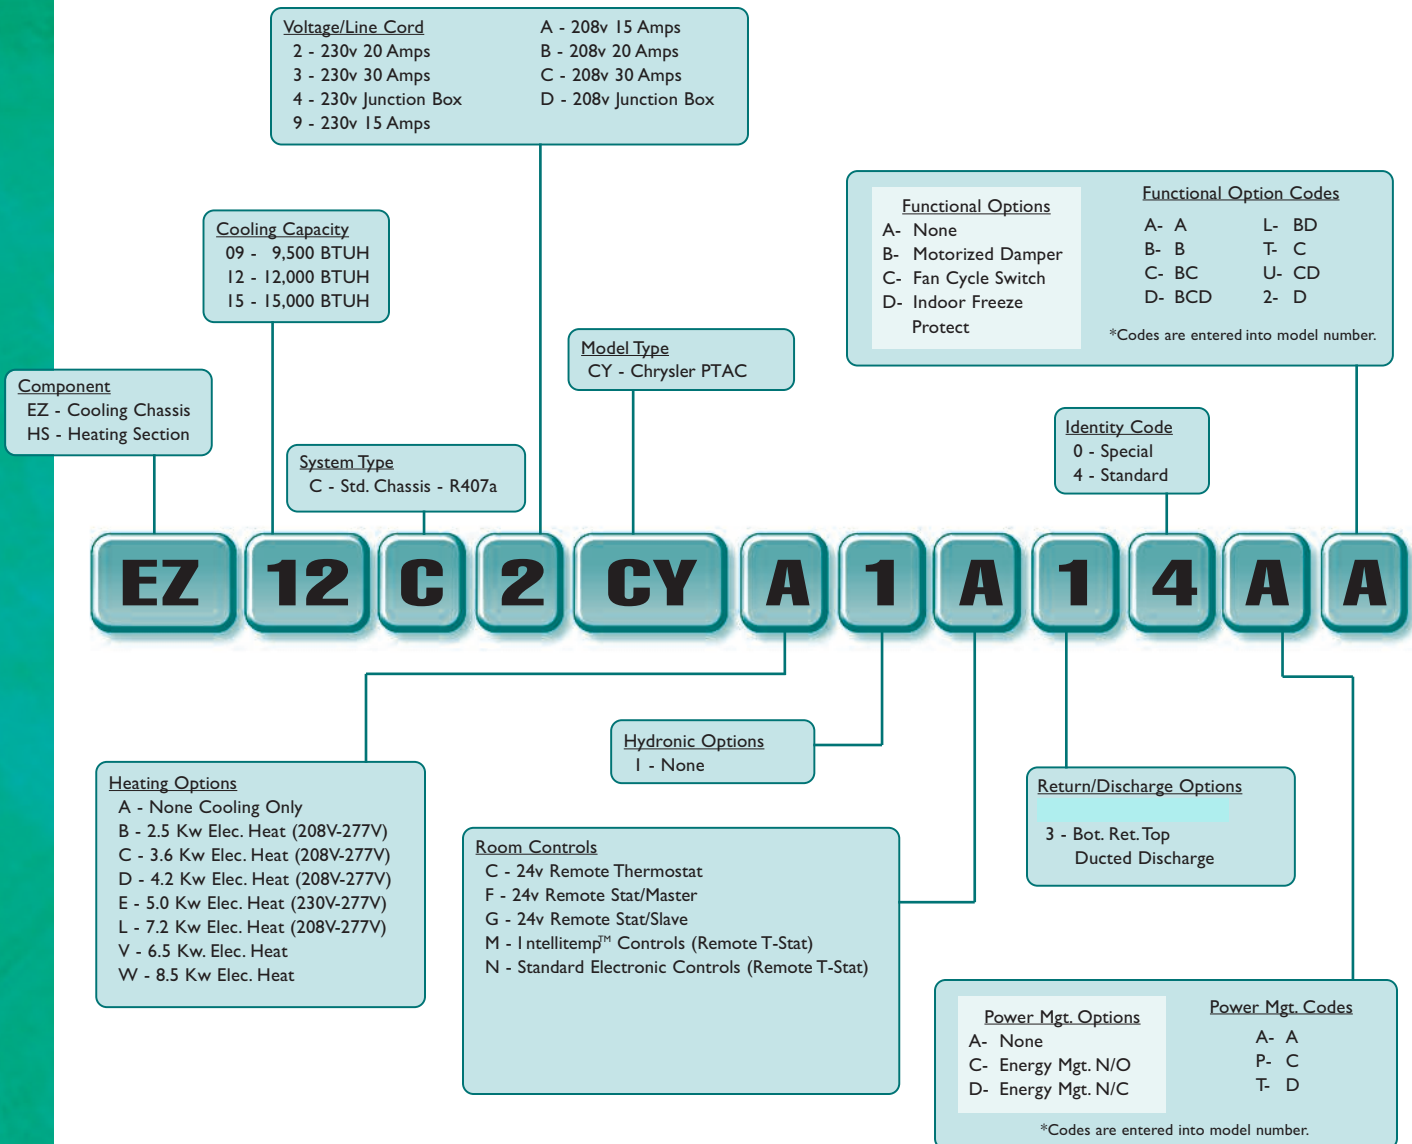 Voltage/Line Cord
2 - 230v 20 Amps
3 - 230v 30 Amps
4 - 230v Junction Box
9 - 230v 15 Amps
A - 208v 15 Amps
B - 208v 20 Amps
C - 208v 30 Amps
D - 208v Junction Box
Functional Options
A- None
B- Motorized Damper
C- Fan Cycle Switch
D- Indoor Freeze
Protect
Functional Option Codes
A- A
B- B
C- BC
D- BCD
L- BD
T- C
U- CD
2- D
*Codes are entered into model number.
Cooling Capacity
09 - 9,500 BTUH
12 - 12,000 BTUH
15 - 15,000 BTUH
Model Type
CY - Chrysler PTAC
Component
EZ - Cooling Chassis
HS - Heating Section
System Type
C - Std. Chassis - R407a
Identity Code
0 - Special
4 - Standard
EZ 12 C 2 CY A 1 A 1 4 A A
Heating Options
A - None Cooling Only
B - 2.5 Kw Elec. Heat (208V-277V)
C - 3.6 Kw Elec. Heat (208V-277V)
D - 4.2 Kw Elec. Heat (208V-277V)
E - 5.0 Kw Elec. Heat (230V-277V)
L - 7.2 Kw Elec. Heat (208V-277V)
V - 6.5 Kw. Elec. Heat
W - 8.5 Kw Elec. Heat
Hydronic Options
1 - None
Room Controls
C - 24v Remote Thermostat
F - 24v Remote Stat/Master
G - 24v Remote Stat/Slave
M - Intellitemp™ Controls (Remote T-Stat)
N - Standard Electronic Controls (Remote T-Stat)
Return/Discharge Options
3 - Bot. Ret. Top
Ducted Discharge
Power Mgt. Options
A- None
C- Energy Mgt. N/O
D- Energy Mgt. N/C
Power Mgt. Codes
A- A
P- C
T- D
*Codes are entered into model number.